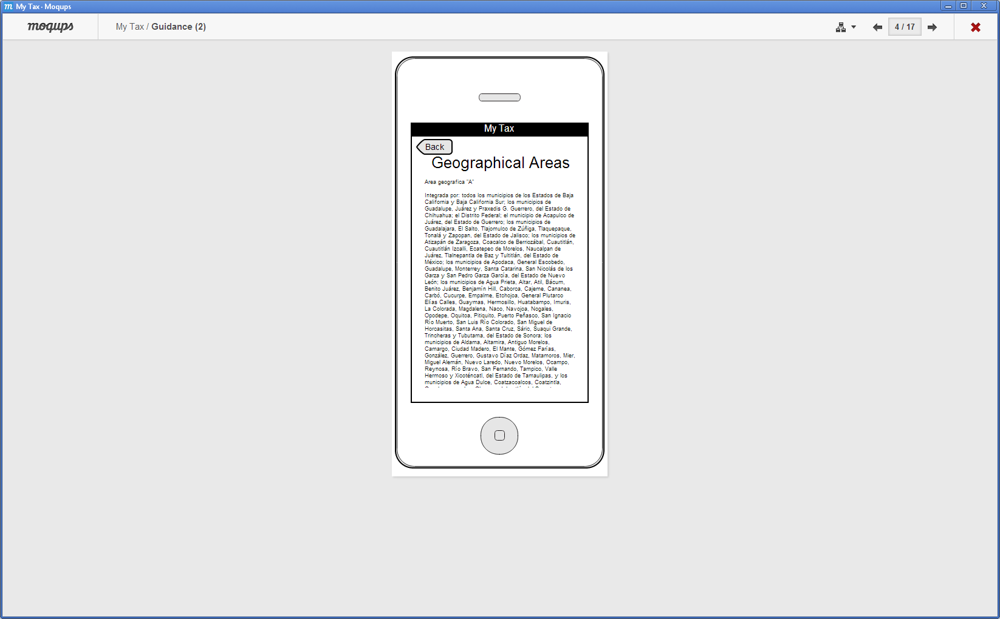 My Tax · Moqups
moqups
My Tax / Guidance (2)
4 / 17
My Tax
Back
Geographical Areas
Area geografica "A"
Integrada por: todos los municipios de los Estados de Baja
California y Baja California Sur; los municipios de
Guadalupe, Juárez y Praxedis G. Guerrero, del Estado de
Chihuahua; el Distrito Federal; el municipio de Acapulco de
Juárez, del Estado de Guerrero; los municipios de
Guadalajara, El Salto, Tlajomulco de Zúñiga, Tlaquepaque,
Tonalá y Zapopan, del Estado de Jalisco; los municipios de
Atizapán de Zaragoza, Coacalco de Berriozábal, Cuautitlán,
Cuautitlán Izcalli, Ecatepec de Morelos, Naucalpan de
Juárez, Tlalnepantla de Baz y Tultitlán, del Estado de
México; los municipios de Apodaca, General Escobedo,
Guadalupe, Monterrey, Santa Catarina, San Nicolás de los
Garza y San Pedro Garza García, del Estado de Nuevo
León; los municipios de Agua Prieta, Altar, Atil, Bácum,
Benito Juárez, Benjamín Hill, Caborca, Cajeme, Cananea,
Carbó, Cucurpe, Empalme, Etchojoa, General Plutarco
Elías Calles, Guaymas, Hermosillo, Huatabampo, Imuris,
La Colorada, Magdalena, Naco, Navojoa, Nogales,
Opodepe, Oquitoa, Pitiquito, Puerto Peñasco, San Ignacio
Río Muerto, San Luis Río Colorado, San Miguel de
Horcasitas, Santa Ana, Santa Cruz, Sáric, Suaqui Grande,
Trincheras y Tubutama, del Estado de Sonora; los
municipios de Aldama, Altamira, Antiguo Morelos,
Camargo, Ciudad Madero, El Mante, Gómez Farías,
González, Guerrero, Gustavo Díaz Ordaz, Matamoros, Mier,
Miguel Alemán, Nuevo Laredo, Nuevo Morelos, Ocampo,
Reynosa, Río Bravo, San Fernando, Tampico, Valle
Hermoso y Xicoténcatl, del Estado de Tamaulipas, y los
municipios de Agua Dulce, Coatzacoalcos, Coatzintla,